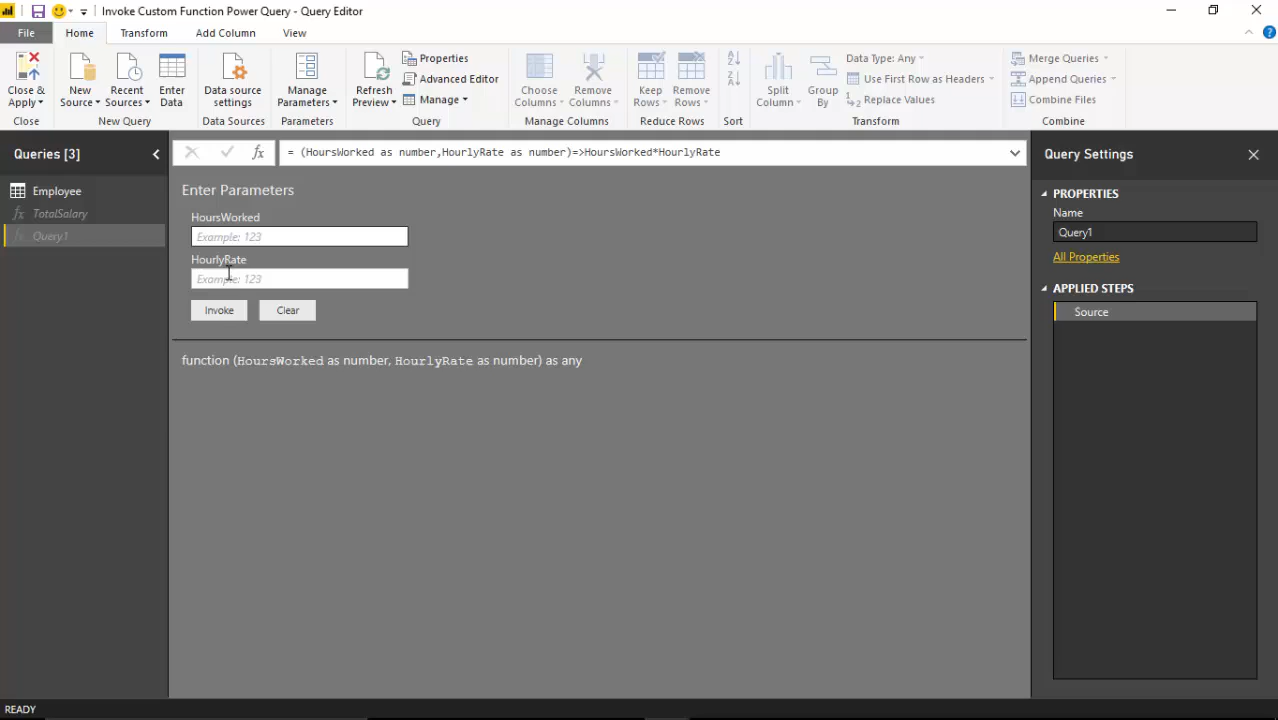 Invoke Custom Function Power Query - Query Editor
File
Home
Transform
Add Column
View
Close &
Apply
Close
New
Source
Recent
Sources
Enter
Data
New Query
Data source
settings
Data Sources
Manage
Parameters
Parameters
Refresh
Preview
Properties
Advanced Editor
Manage
Query
Choose
Columns
Remove
Columns
Manage Columns
Keep
Rows
Remove
Rows
Reduce Rows
Sort
Split
Column
Group
By
Data Type: Any
Use First Row as Headers
Replace Values
Transform
Merge Queries
Append Queries
Combine Files
Combine
Queries [3]
Employee
TotalSalary
Query1
= (HoursWorked as number,HourlyRate as number)=>HoursWorked*HourlyRate
Enter Parameters
HoursWorked
Example: 123
HourlyRate
Example: 123
Invoke
Clear
function (HoursWorked as number, HourlyRate as number) as any
Query Settings
PROPERTIES
Name
Query1
All Properties
APPLIED STEPS
Source
READY